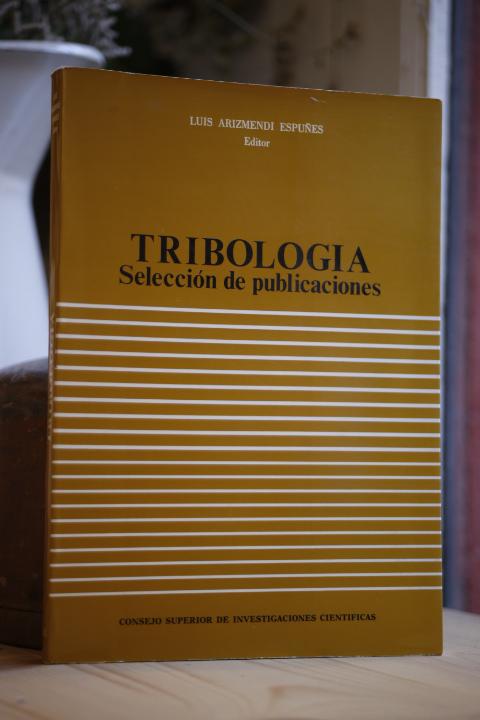 LUIS ARIZMENDI ESPUÑES
Editor
TRIBOLOGIA
Selección de publicaciones
CONSEJO SUPERIOR DE INVESTIGACIONES CIENTIFICAS